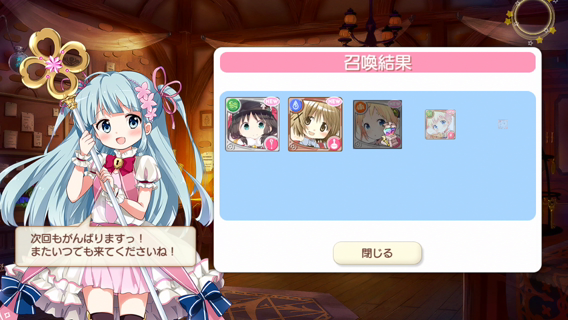 召喚結果
次回もがんばりますっ！
またいつでも来てくださいね！
閉じる